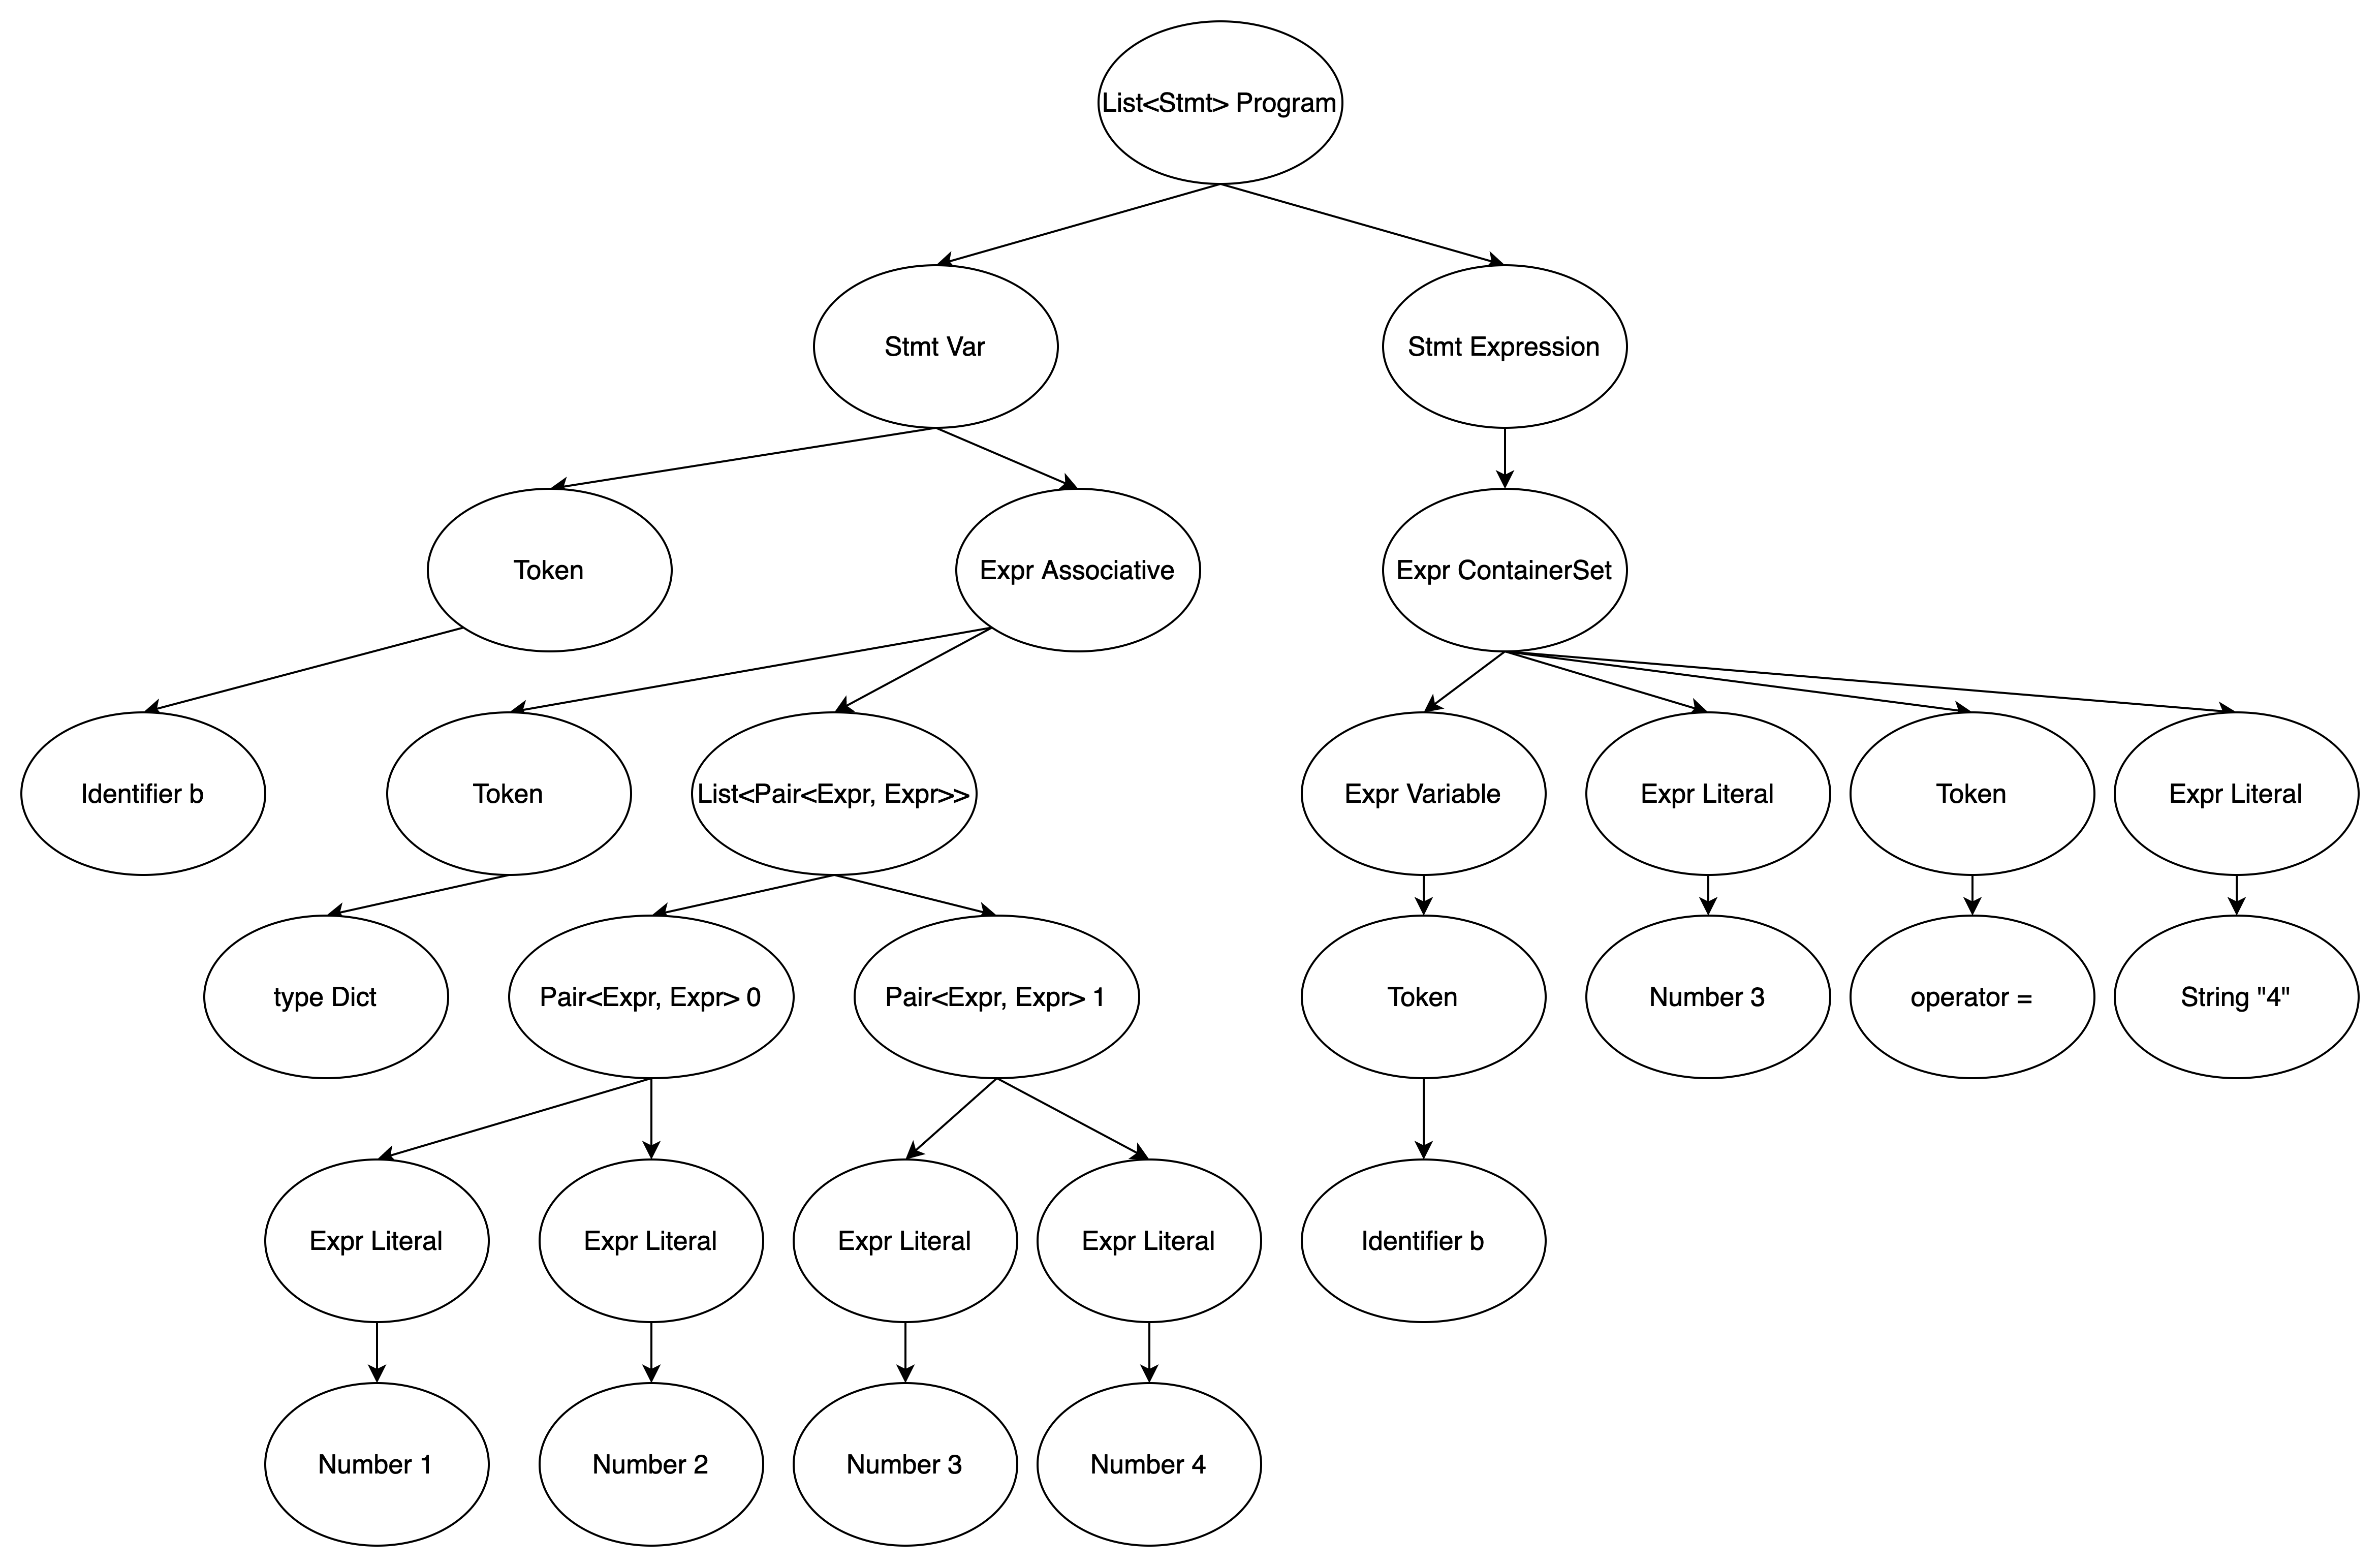 List<Stmt> Program
Stmt Var
Stmt Expression
Token
Expr Associative
Expr ContainerSet
Identifier b
Token
List<Pair<Expr, Expr>>
Expr Variable
Expr Literal
Token
Expr Literal
type Dict
Pair<Expr, Expr> 0
Pair<Expr, Expr> 1
Token
Number 3
operator =
String "4"
Expr Literal
Expr Literal
Expr Literal
Expr Literal
Identifier b
Number 1
Number 2
Number 3
Number 4